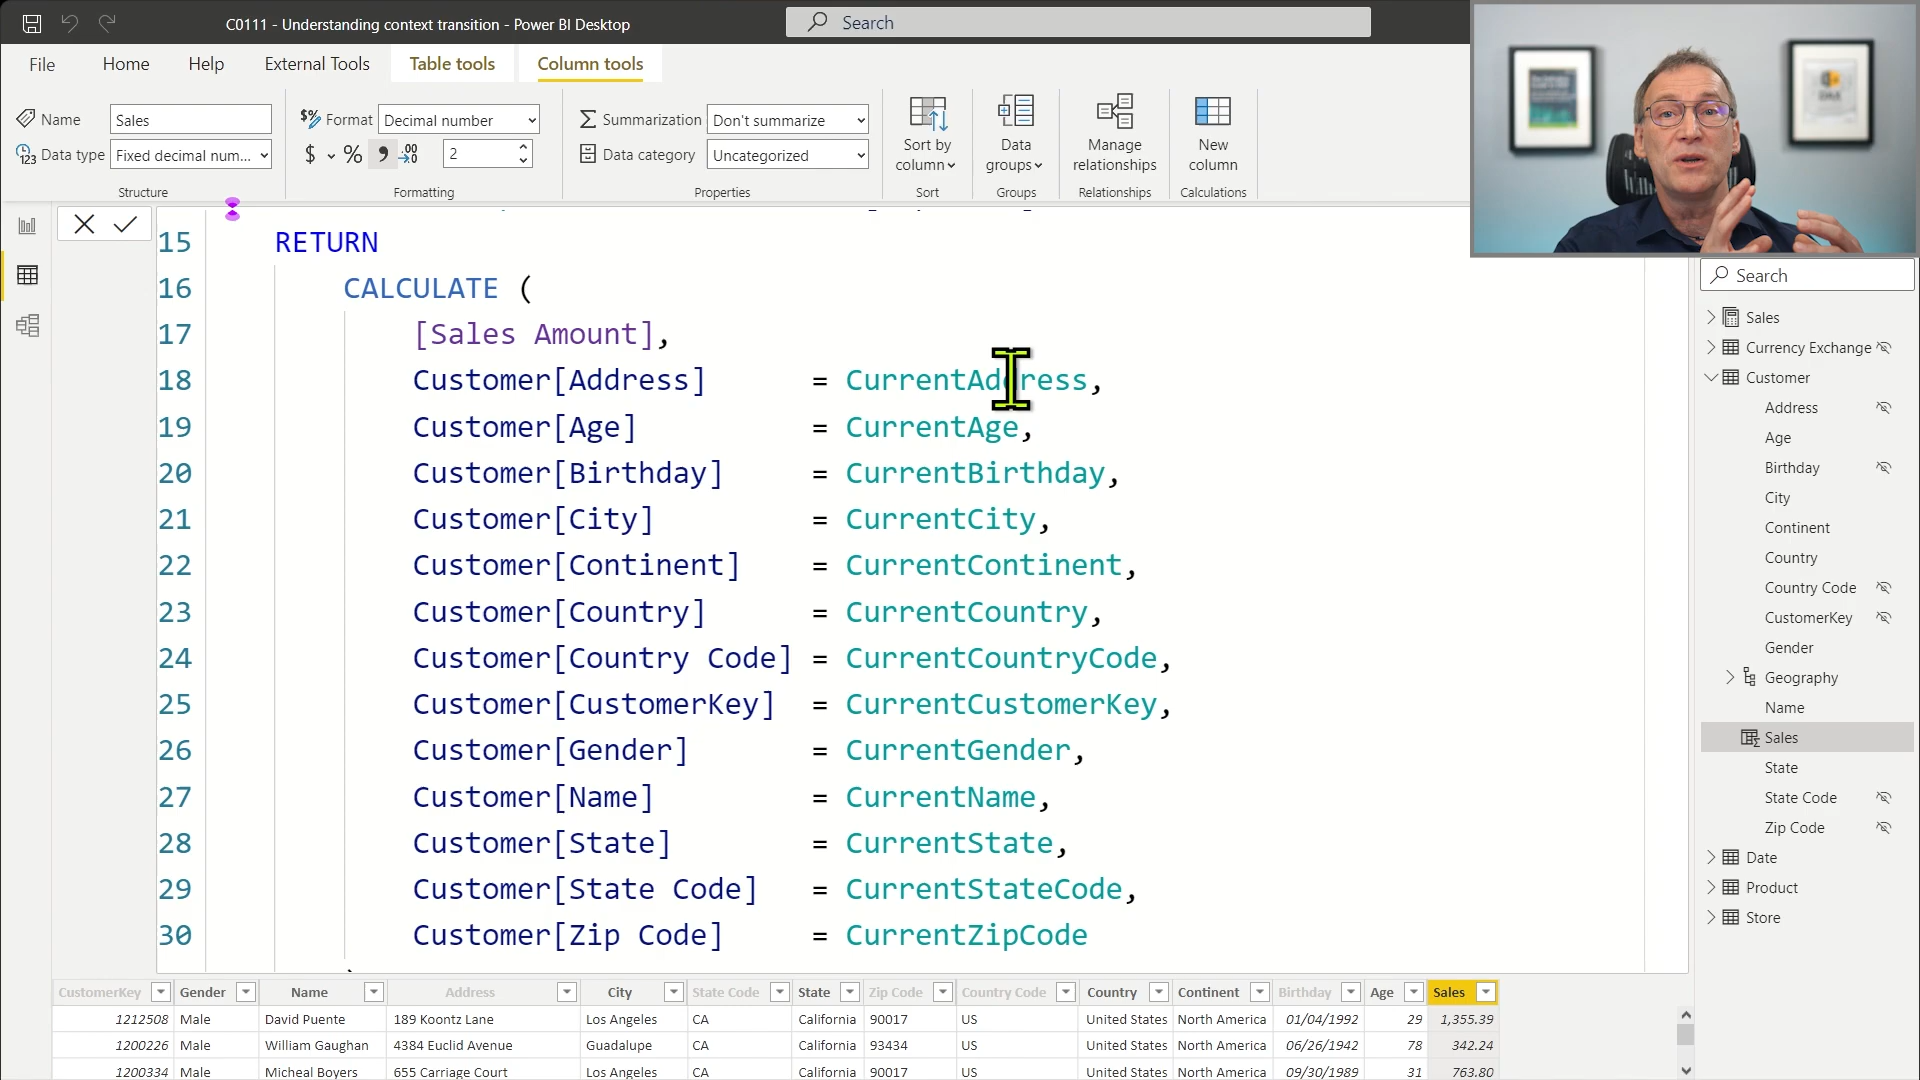 C0111 - Understanding context transition - Power BI Desktop
Search
File Home Help External Tools Table tools Column tools
Name Sales
Data type Fixed decimal num...
Structure
Format Decimal number
$ % 9 .00 2
Formatting
Summarization Don't summarize
Data category Uncategorized
Properties
Sort by column
Sort
Data groups
Groups
Manage relationships
Relationships
New column
Calculations
15 RETURN
16 CALCULATE (
17 [Sales Amount],
18 Customer[Address] = CurrentAddress,
19 Customer[Age] = CurrentAge,
20 Customer[Birthday] = CurrentBirthday,
21 Customer[City] = CurrentCity,
22 Customer[Continent] = CurrentContinent,
23 Customer[Country] = CurrentCountry,
24 Customer[Country Code] = CurrentCountryCode,
25 Customer[CustomerKey] = CurrentCustomerKey,
26 Customer[Gender] = CurrentGender,
27 Customer[Name] = CurrentName,
28 Customer[State] = CurrentState,
29 Customer[State Code] = CurrentStateCode,
30 Customer[Zip Code] = CurrentZipCode
Search
Sales
Currency Exchange
Customer
Address
Age
Birthday
City
Continent
Country
Country Code
CustomerKey
Gender
Geography
Name
Sales
State
State Code
Zip Code
Date
Product
Store
CustomerKey Gender Name Address City State Code State Zip Code Country Code Country Continent Birthday Age Sales
1212508 Male David Puente 189 Koontz Lane Los Angeles CA California 90017 US United States North America 01/04/1992 29 1,355.39
1200226 Male William Gaughan 4384 Euclid Avenue Guadalupe CA California 93434 US United States North America 06/26/1942 78 342.24
1200334 Male Micheal Boyers 655 Carriage Court Los Angeles CA California 90017 US United States North America 09/30/1989 31 763.80